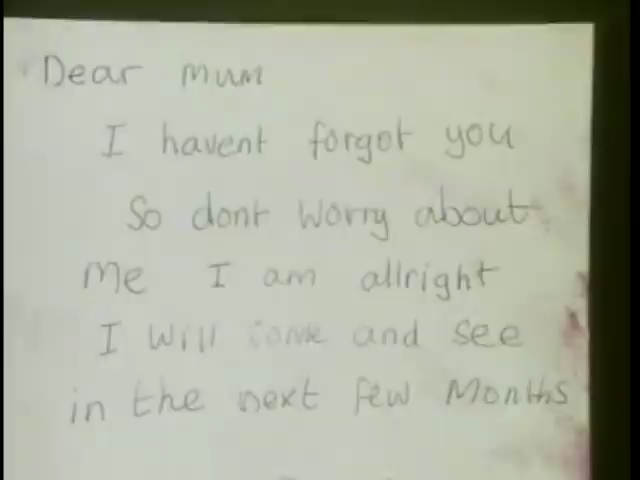 Dear mum
I havent forgot you
So dont worry about
Me I am allright
I will come and see
in the next few Months